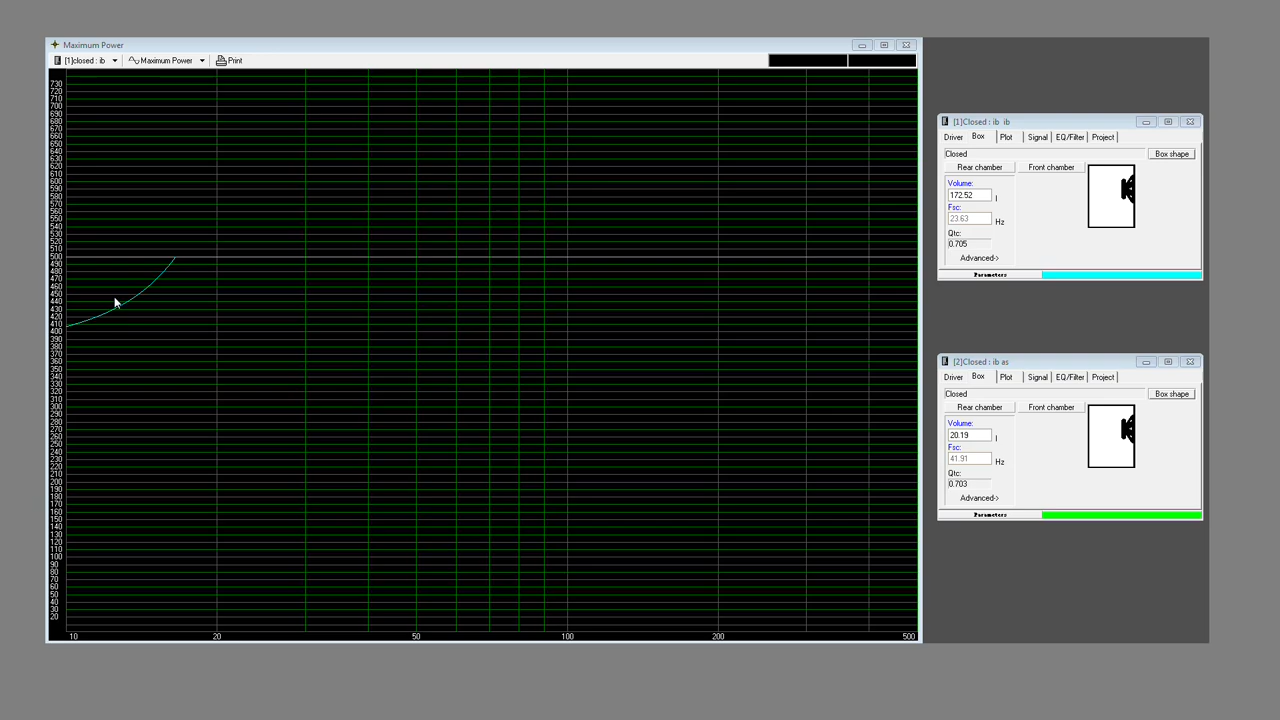 Maximum Power
[1]closed : ib Maximum Power Print
730
720
710
700
690
680
670
660
650
640
630
620
610
600
590
580
570
560
550
540
530
520
510
500
490
480
470
460
450
440
430
420
410
400
390
380
370
360
350
340
330
320
310
300
290
280
270
260
250
240
230
220
210
200
190
180
170
160
150
140
130
120
110
100
90
80
70
60
50
40
30
20
10 20 50 100 200 500
[1]Closed : ib ib
Driver Box Plot Signal EQ/Filter Project
Closed Box shape
Rear chamber Front chamber
Volume:
172.52 l
Fsc:
23.63 Hz
Qtc:
0.705
Advanced->
Parameters
[2]Closed : ib as
Driver Box Plot Signal EQ/Filter Project
Closed Box shape
Rear chamber Front chamber
Volume:
20.19 l
Fsc:
41.91 Hz
Qtc:
0.703
Advanced->
Parameters